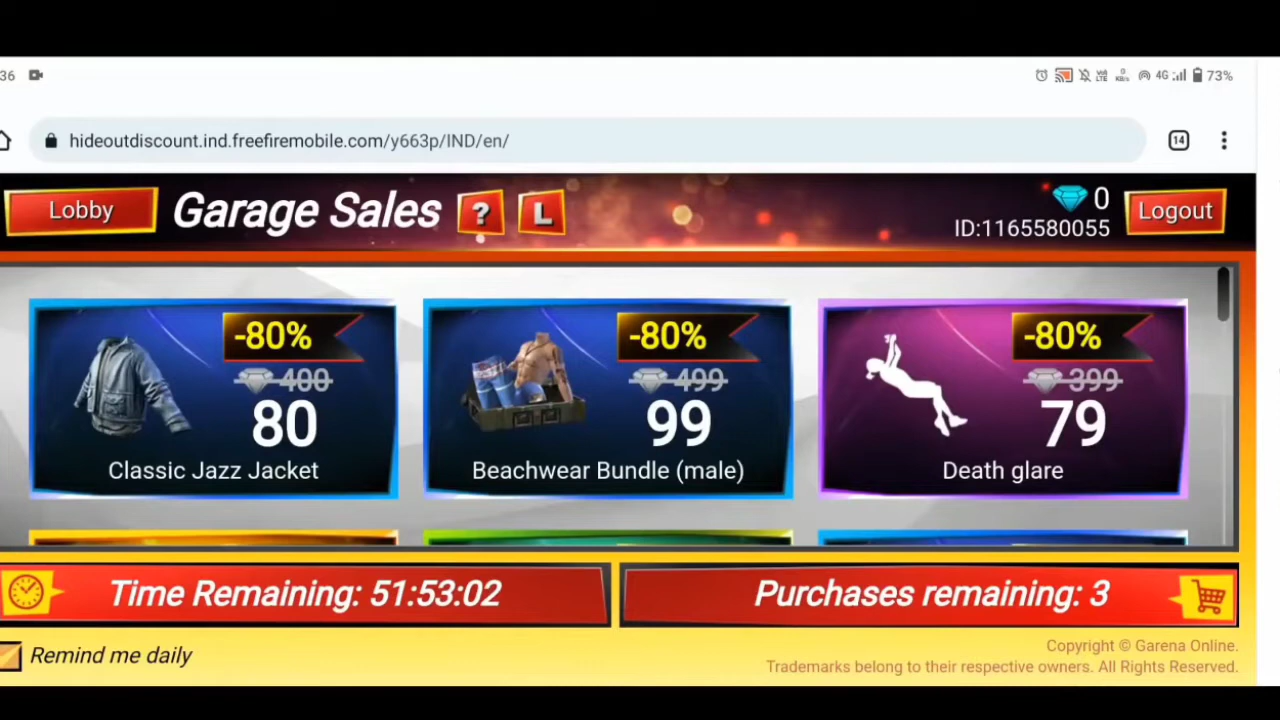 36
4G 73%
hideoutdiscount.ind.freefiremobile.com/y663p/IND/en/
14
Lobby
Garage Sales
?
L
0
ID:1165580055
Logout
-80%
400
80
Classic Jazz Jacket
-80%
499
99
Beachwear Bundle (male)
-80%
399
79
Death glare
Time Remaining: 51:53:02
Purchases remaining: 3
Remind me daily
Copyright © Garena Online.
Trademarks belong to their respective owners. All Rights Reserved.